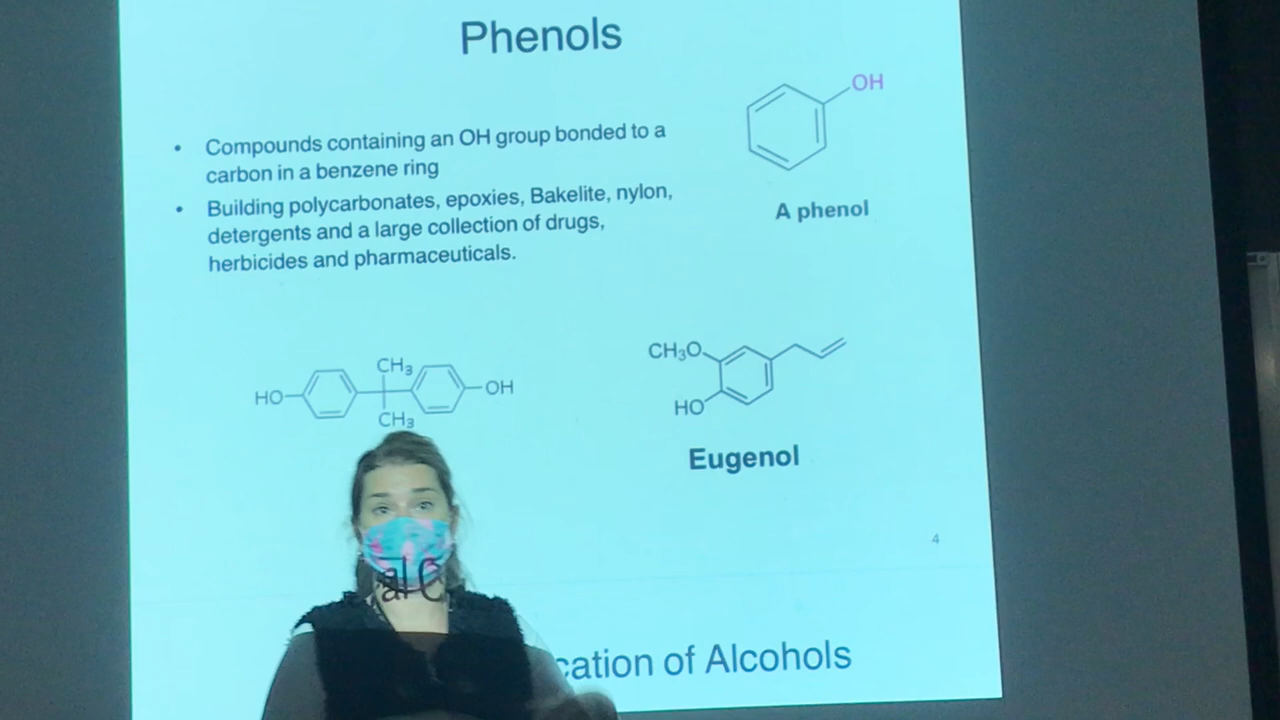 Phenols
OH
• Compounds containing an OH group bonded to a
carbon in a benzene ring
• Building polycarbonates, epoxies, Bakelite, nylon,
detergents and a large collection of drugs,
herbicides and pharmaceuticals.
A phenol
CH₃
HO
OH
CH₃
CH₃O
HO
Eugenol
4
cation of Alcohols